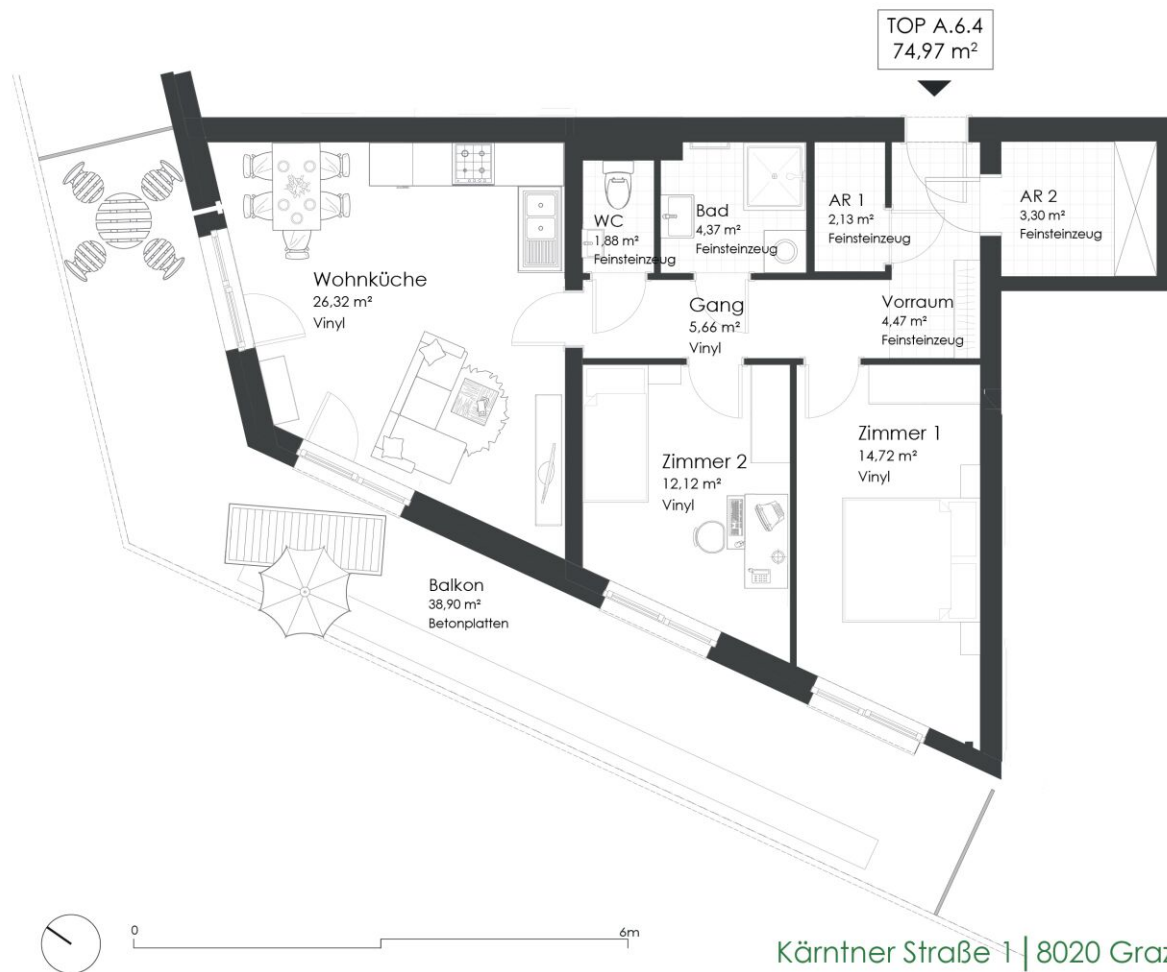 TOP A.6.4
74,97 m²
WC
1,88 m²
Feinsteinzeug
Bad
4,37 m²
Feinsteinzeug
AR 1
2,13 m²
Feinsteinzeug
AR 2
3,30 m²
Feinsteinzeug
Wohnküche
26,32 m²
Vinyl
Gang
5,66 m²
Vinyl
Vorraum
4,47 m²
Feinsteinzeug
Zimmer 2
12,12 m²
Vinyl
Zimmer 1
14,72 m²
Vinyl
Balkon
38,90 m²
Betonplatten
0
6m
Kärntner Straße 1 | 8020 Graz